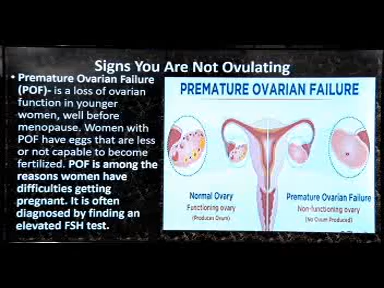 Signs You Are Not Ovulating
• Premature Ovarian Failure
(POF)- is a loss of ovarian
function in younger
women, well before
menopause. Women with
POF have eggs that are less
or not capable to become
fertilized. POF is among the
reasons women have
difficulties getting
pregnant. It is often
diagnosed by finding an
elevated FSH test.
PREMATURE OVARIAN FAILURE
Normal Ovary
Functioning ovary
(Produces Ovum)
Premature Ovarian Failure
Non-functioning ovary
(No Ovum Produced)